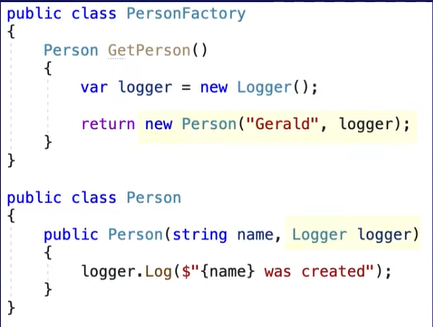 public class PersonFactory
{
    Person GetPerson()
    {
        var logger = new Logger();
        return new Person("Gerald", logger);
    }
}
public class Person
{
    public Person(string name, Logger logger)
    {
        logger.Log($"{name} was created");
    }
}